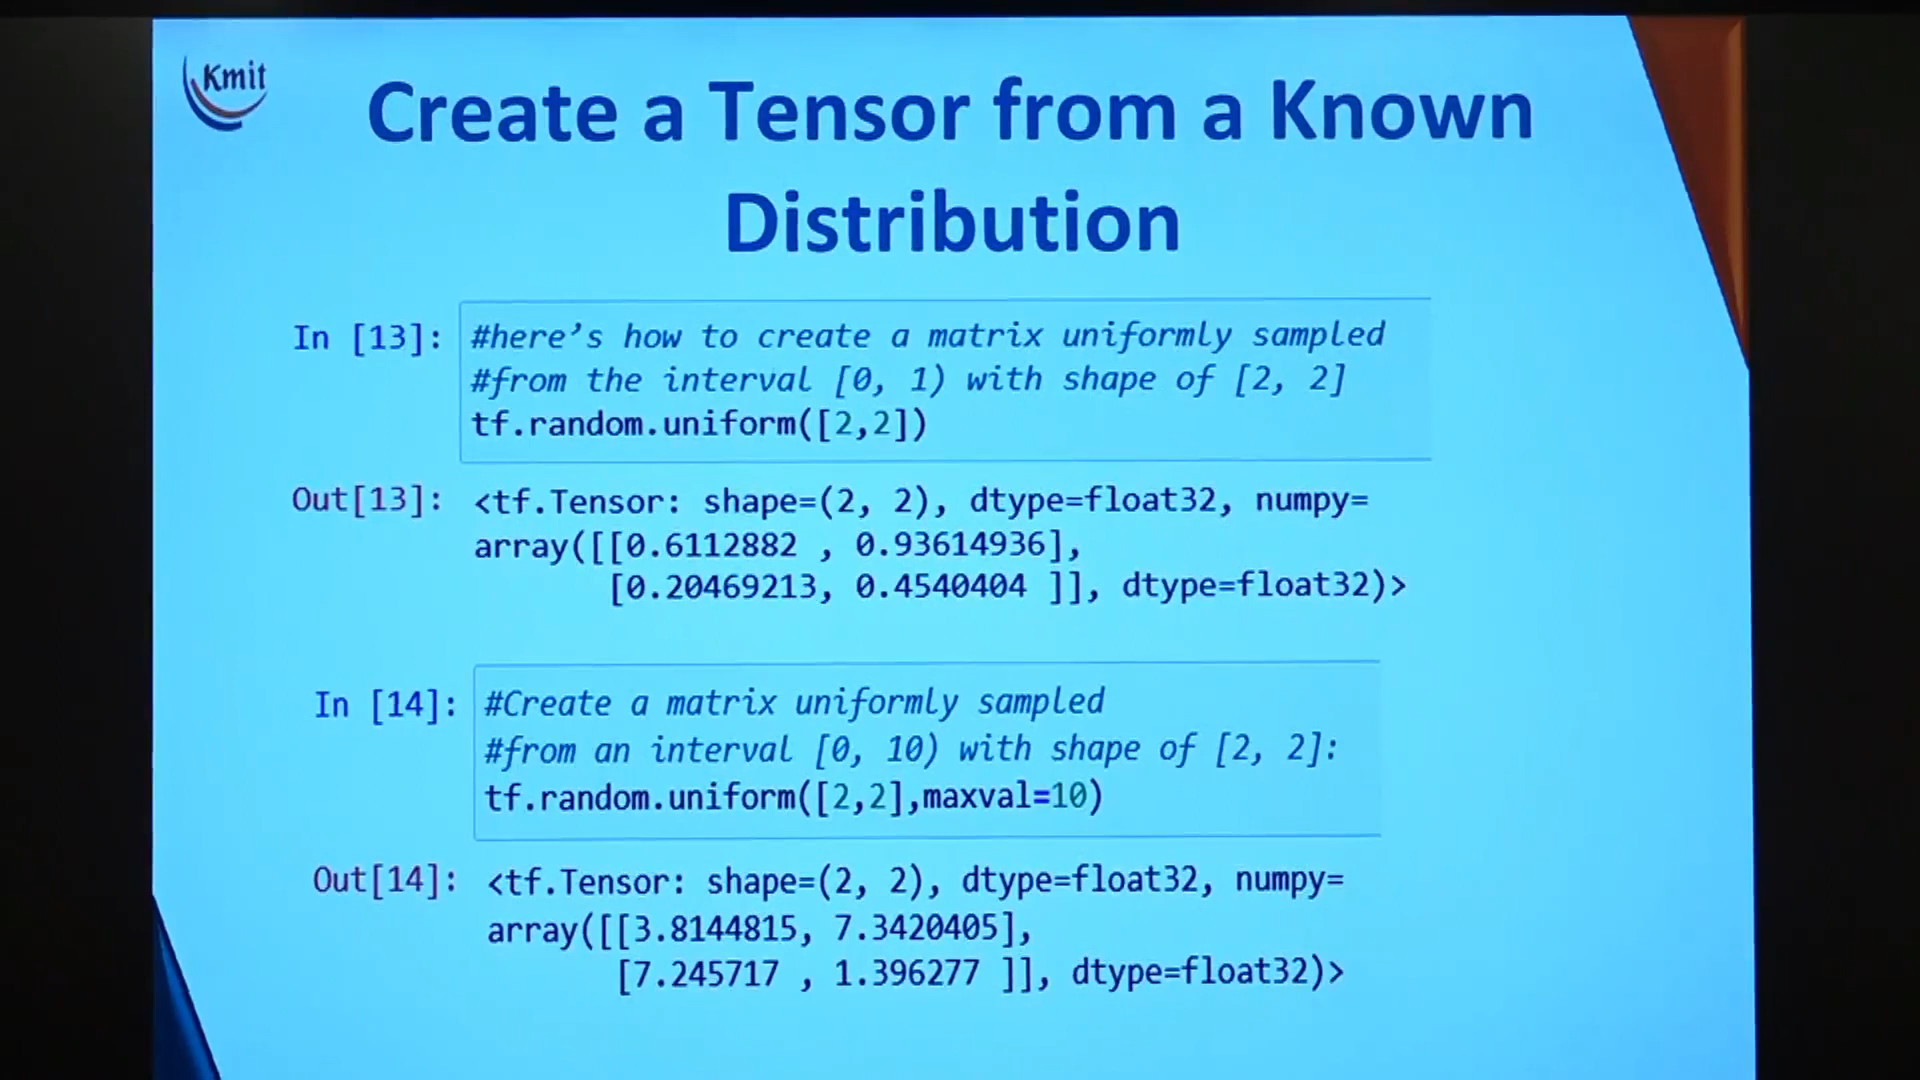 Kmit
Create a Tensor from a Known
Distribution
In [13]: #here’s how to create a matrix uniformly sampled
#from the interval [0, 1) with shape of [2, 2]
tf.random.uniform([2,2])
Out[13]: <tf.Tensor: shape=(2, 2), dtype=float32, numpy=
array([[0.6112882 , 0.93614936],
[0.20469213, 0.4540404 ]], dtype=float32)>
In [14]: #Create a matrix uniformly sampled
#from an interval [0, 10) with shape of [2, 2]:
tf.random.uniform([2,2],maxval=10)
Out[14]: <tf.Tensor: shape=(2, 2), dtype=float32, numpy=
array([[3.8144815, 7.3420405],
[7.245717 , 1.396277 ]], dtype=float32)>